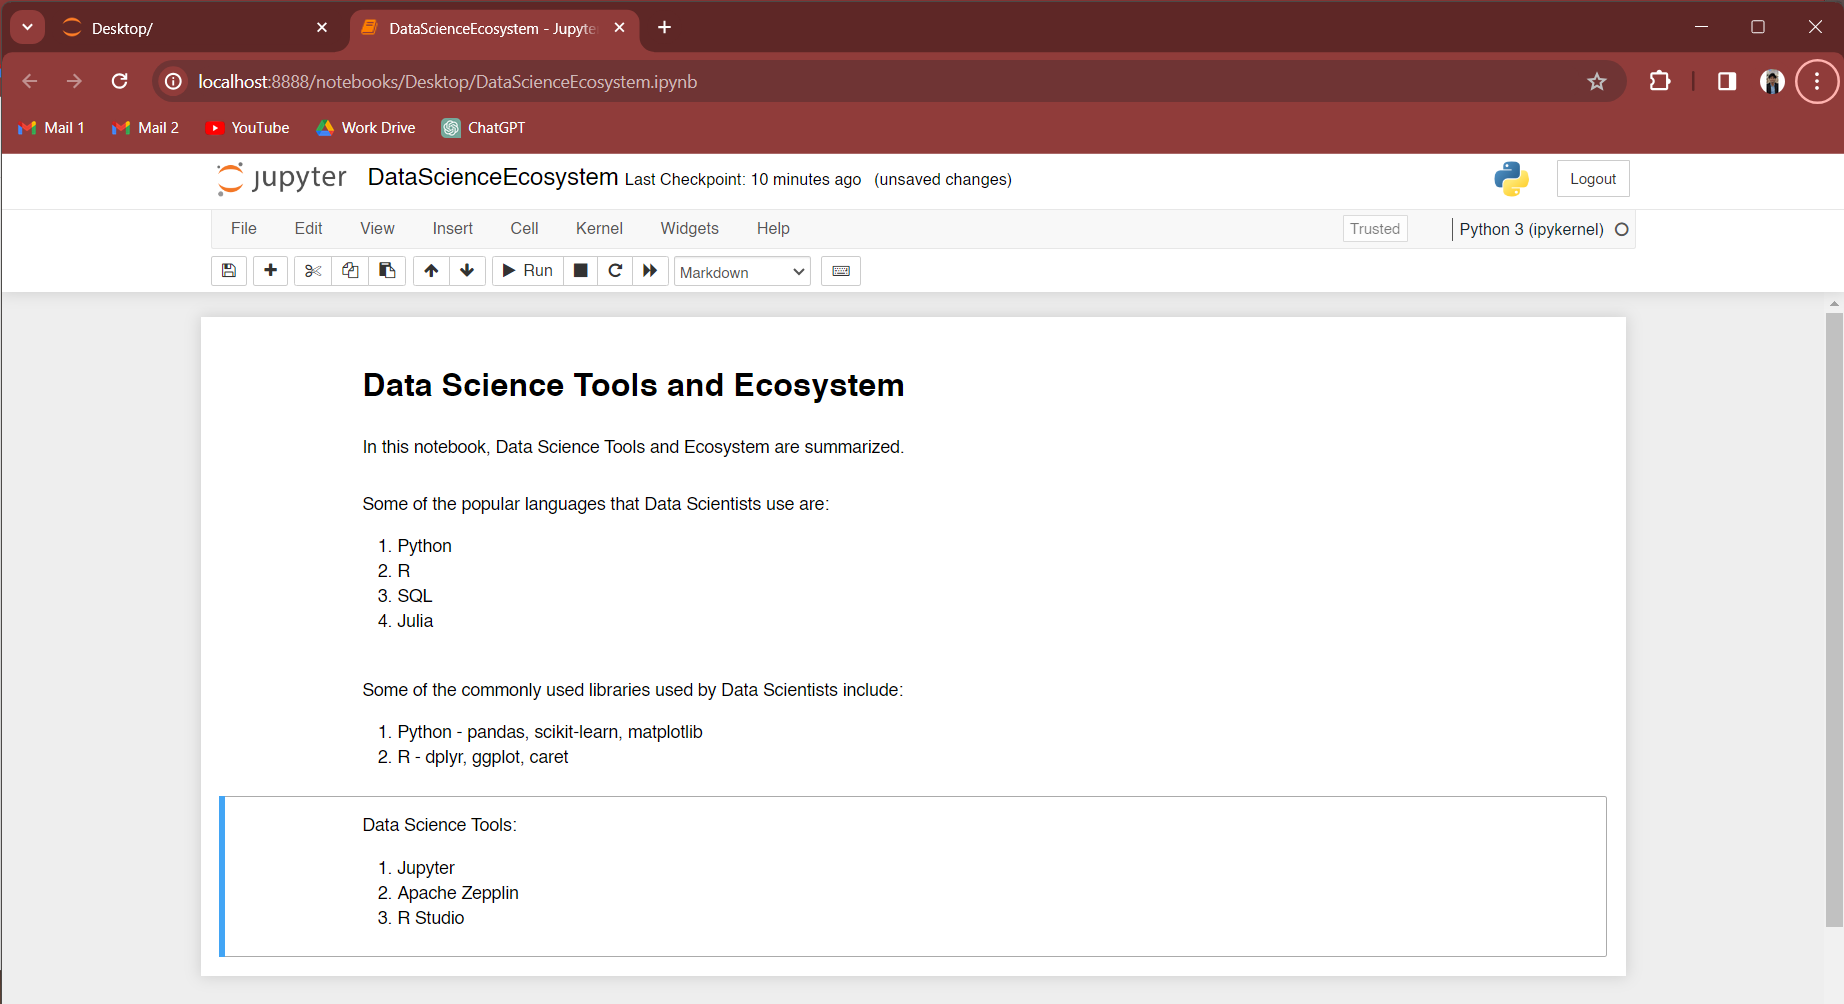 Desktop/
DataScienceEcosystem - Jupyte
localhost:8888/notebooks/Desktop/DataScienceEcosystem.ipynb
Mail 1 Mail 2 YouTube Work Drive ChatGPT
jupyter DataScienceEcosystem Last Checkpoint: 10 minutes ago (unsaved changes) Logout
File Edit View Insert Cell Kernel Widgets Help Trusted Python 3 (ipykernel)
Run Markdown
Data Science Tools and Ecosystem
In this notebook, Data Science Tools and Ecosystem are summarized.
Some of the popular languages that Data Scientists use are:
1. Python
2. R
3. SQL
4. Julia
Some of the commonly used libraries used by Data Scientists include:
1. Python - pandas, scikit-learn, matplotlib
2. R - dplyr, ggplot, caret
Data Science Tools:
1. Jupyter
2. Apache Zepplin
3. R Studio